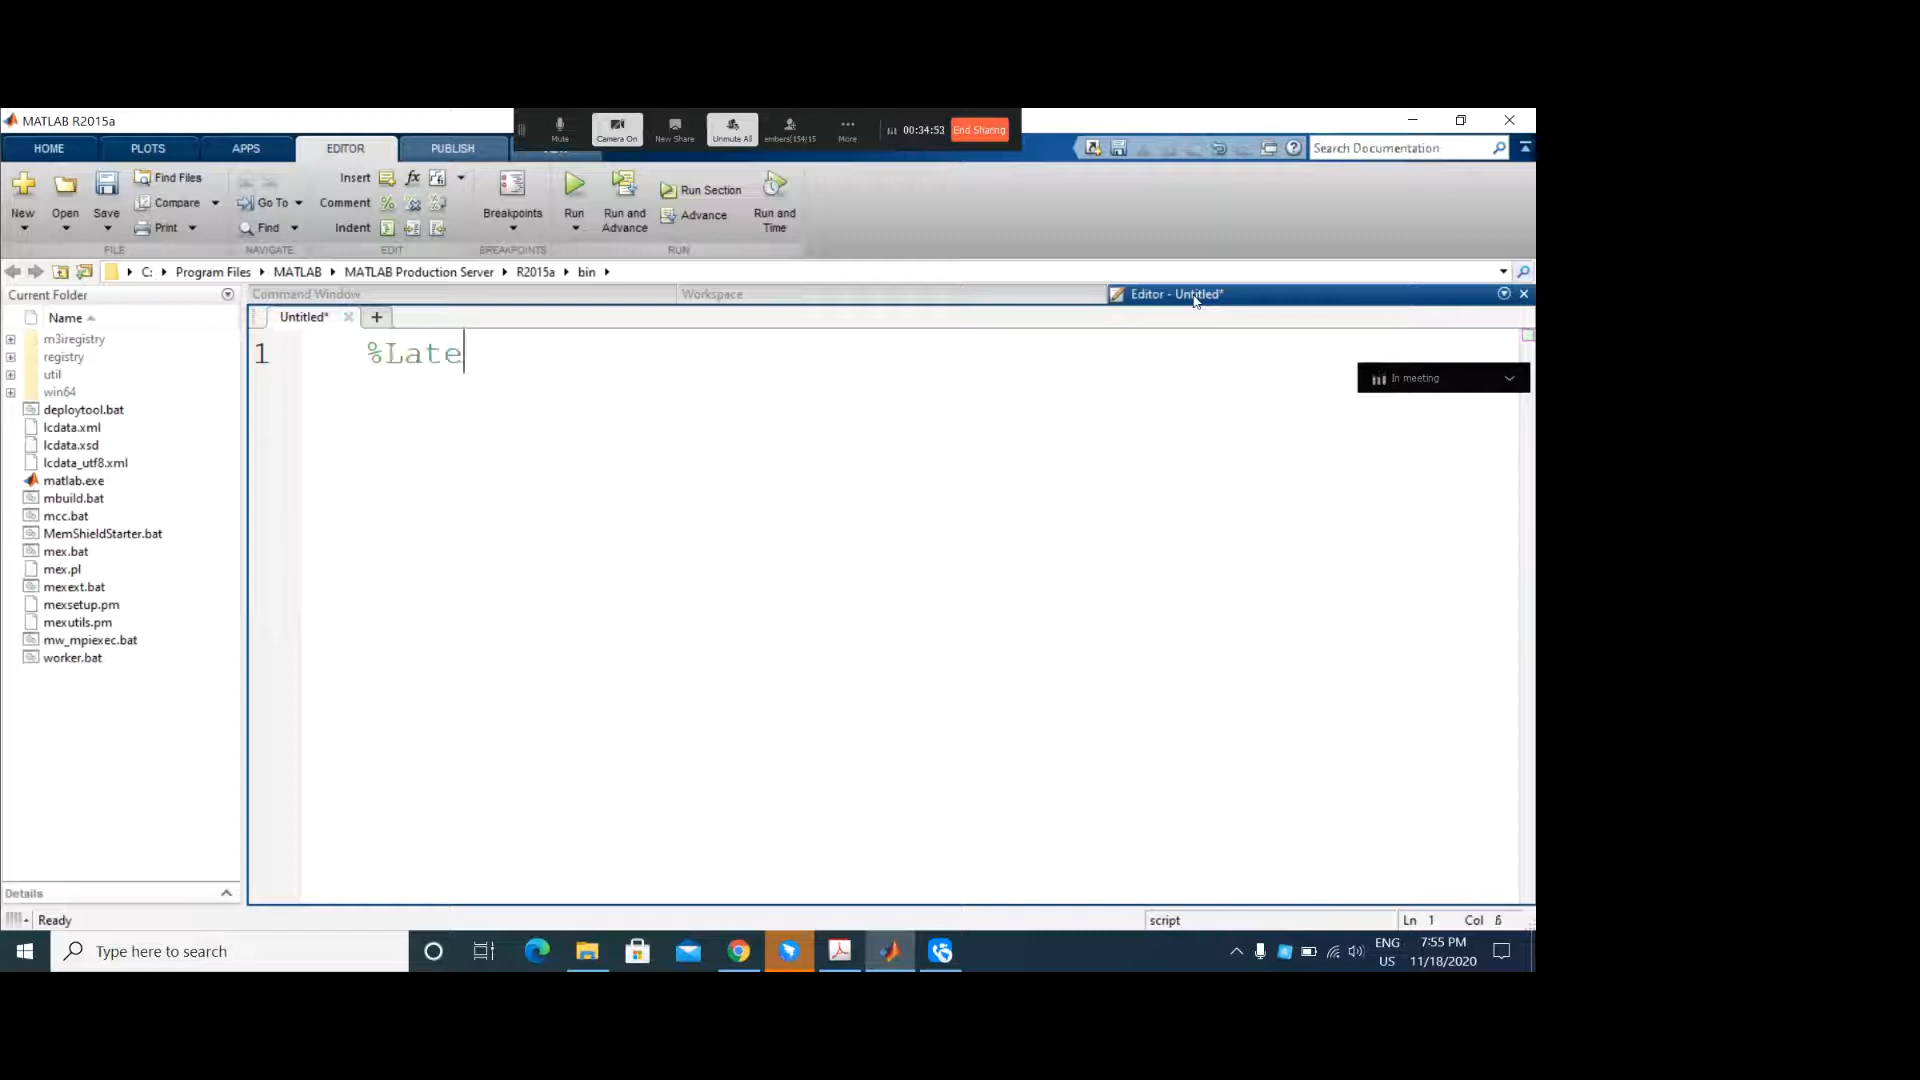 MATLAB R2015a
Mute
Camera On
New Share
Unmute All
embers(154/15
More
00:34:53
End Sharing
HOME
PLOTS
APPS
EDITOR
PUBLISH
Search Documentation
New
Open
Save
Find Files
Compare
Print
Go To
Find
Insert
fx
Comment
Indent
Breakpoints
Run
Run and Advance
Run Section
Advance
Run and Time
FILE
NAVIGATE
EDIT
BREAKPOINTS
RUN
C: Program Files MATLAB MATLAB Production Server R2015a bin
Current Folder
Command Window
Workspace
Editor - Untitled*
Name
Untitled*
m3iregistry
registry
util
win64
deploytool.bat
lcdata.xml
lcdata.xsd
lcdata_utf8.xml
matlab.exe
mbuild.bat
mcc.bat
MemShieldStarter.bat
mex.bat
mex.pl
mexext.bat
mexsetup.pm
mexutils.pm
mw_mpiexec.bat
worker.bat
1 %Late
In meeting
Details
Ready
script
Ln 1 Col 6
Type here to search
ENG US
7:55 PM
11/18/2020